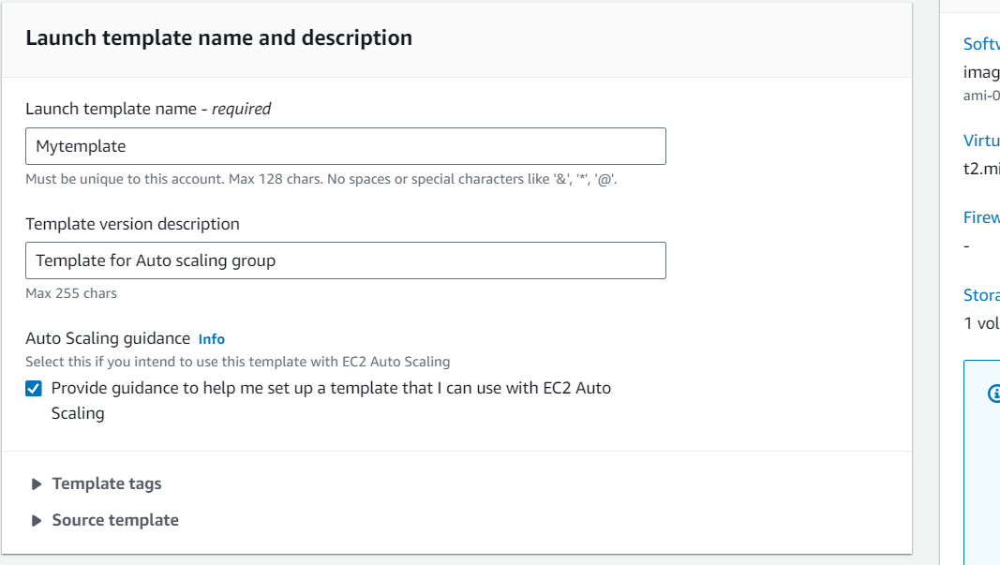 Launch template name and description
Launch template name - required
Mytemplate
Must be unique to this account. Max 128 chars. No spaces or special characters like '&', '*', '@'.
Template version description
Template for Auto scaling group
Max 255 chars
Auto Scaling guidance Info
Select this if you intend to use this template with EC2 Auto Scaling
Provide guidance to help me set up a template that I can use with EC2 Auto
Scaling
Template tags
Source template
Softw
imag
ami-0
Virtu
t2.mi
Firew
-
Stora
1 vol